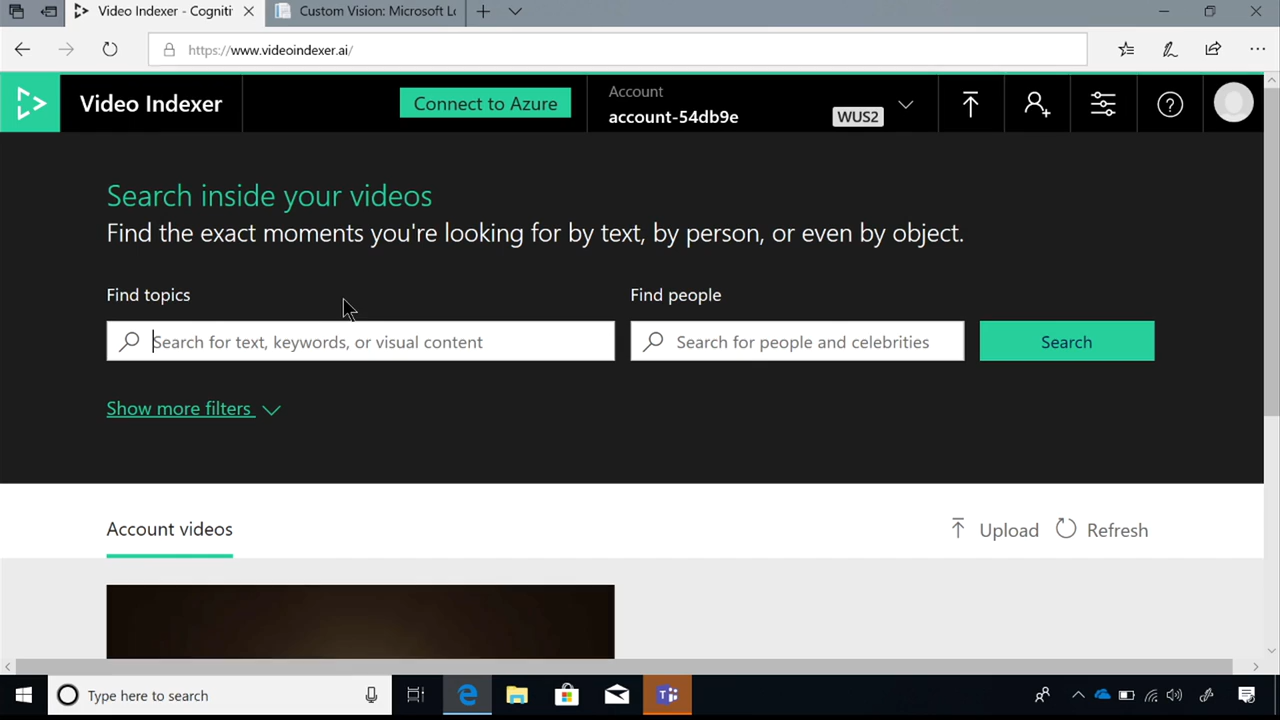 Video Indexer - Cogniti
Custom Vision: Microsoft Lo
https://www.videoindexer.ai/
Video Indexer
Connect to Azure
Account
account-54db9e
WUS2
Search inside your videos
Find the exact moments you're looking for by text, by person, or even by object.
Find topics
Find people
Search for text, keywords, or visual content
Search for people and celebrities
Search
Show more filters
Account videos
Upload
Refresh
Type here to search